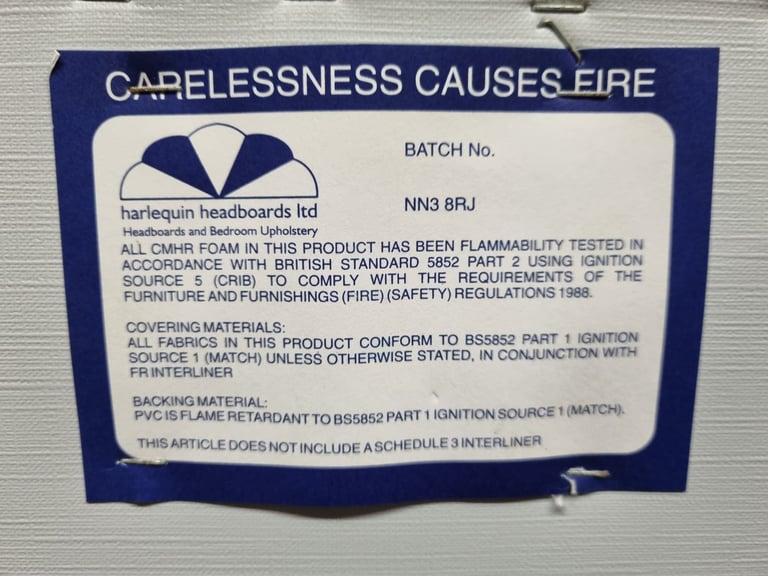 CARELESSNESS CAUSES FIRE
harlequin headboards ltd
Headboards and Bedroom Upholstery
BATCH No.
NN3 8RJ
ALL CMHR FOAM IN THIS PRODUCT HAS BEEN FLAMMABILITY TESTED IN
ACCORDANCE WITH BRITISH STANDARD 5852 PART 2 USING IGNITION
SOURCE 5 (CRIB) TO COMPLY WITH THE REQUIREMENTS OF THE
FURNITURE AND FURNISHINGS (FIRE) (SAFETY) REGULATIONS 1988.
COVERING MATERIALS:
ALL FABRICS IN THIS PRODUCT CONFORM TO BS5852 PART 1 IGNITION
SOURCE 1 (MATCH) UNLESS OTHERWISE STATED, IN CONJUNCTION WITH
FR INTERLINER
BACKING MATERIAL:
PVC IS FLAME RETARDANT TO BS5852 PART 1 IGNITION SOURCE 1 (MATCH).
THIS ARTICLE DOES NOT INCLUDE A SCHEDULE 3 INTERLINER